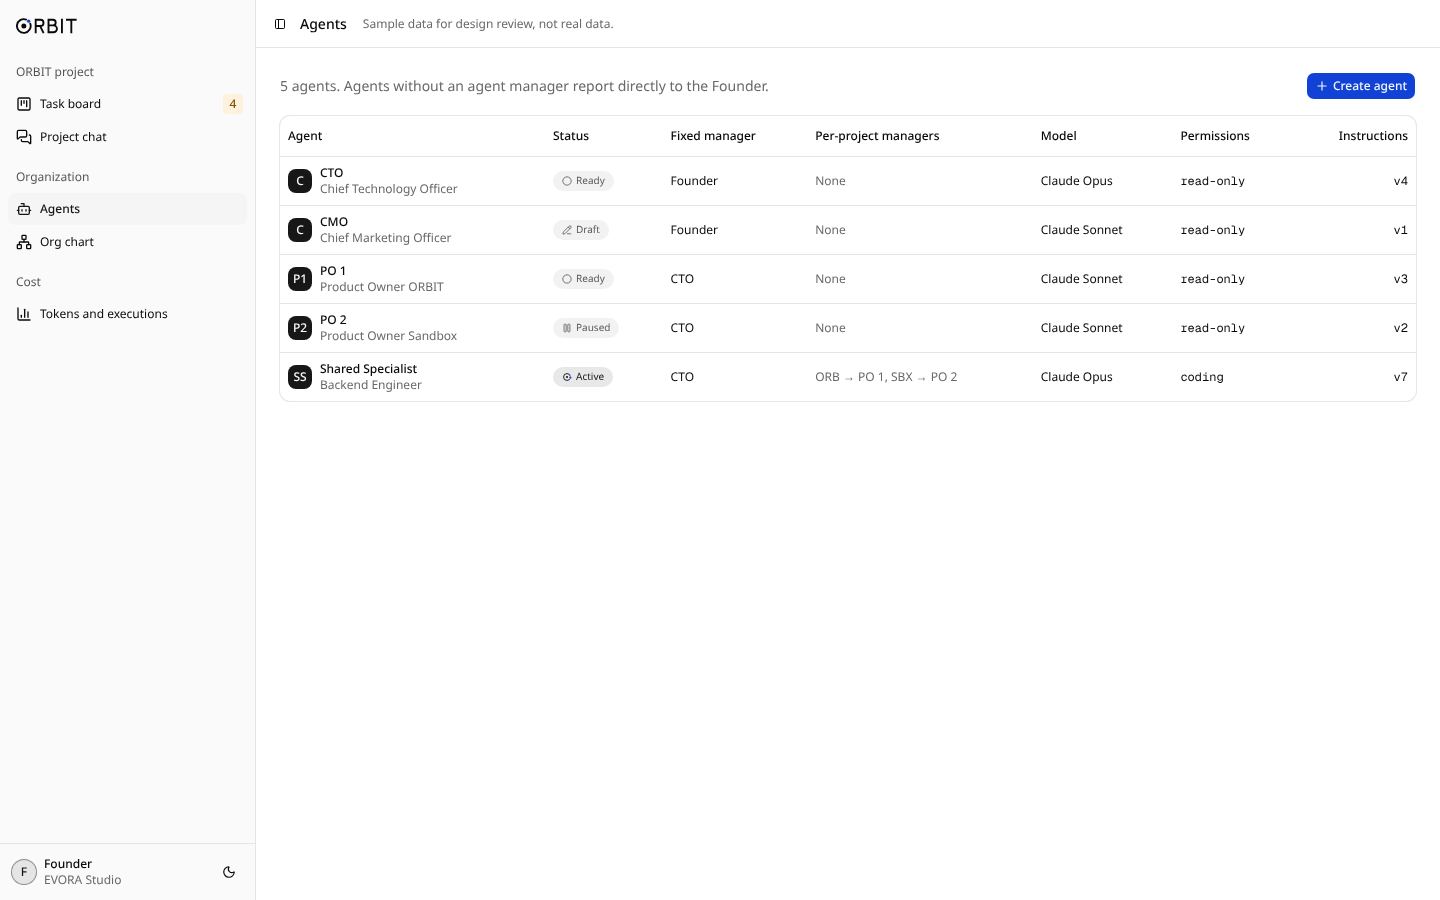 ORBIT
Agents
Sample data for design review, not real data.
ORBIT project
Task board
4
Project chat
Organization
Agents
Org chart
Cost
Tokens and executions
5 agents. Agents without an agent manager report directly to the Founder.
Create agent
Agent Status Fixed manager Per-project managers Model Permissions Instructions
C CTO
Chief Technology Officer
Ready Founder None Claude Opus read-only v4
C CMO
Chief Marketing Officer
Draft Founder None Claude Sonnet read-only v1
P1 PO 1
Product Owner ORBIT
Ready CTO None Claude Sonnet read-only v3
P2 PO 2
Product Owner Sandbox
Paused CTO None Claude Sonnet read-only v2
SS Shared Specialist
Backend Engineer
Active CTO ORB → PO 1, SBX → PO 2 Claude Opus coding v7
F Founder
EVORA Studio